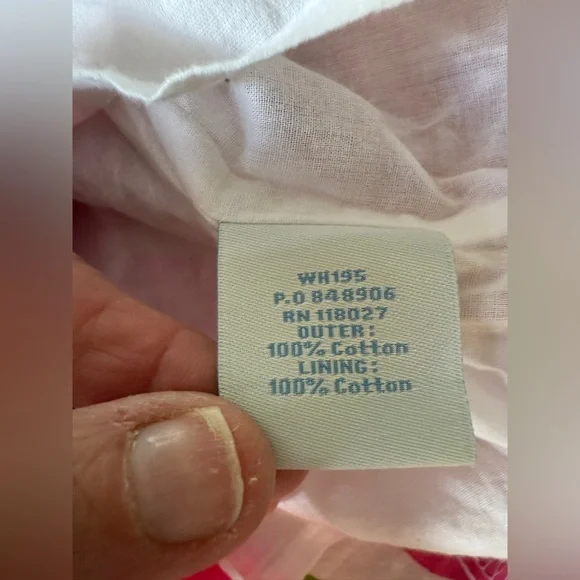 WH195
P.O 848906
RN 118027
OUTER:
100% Cotton
LINING:
100% Cotton